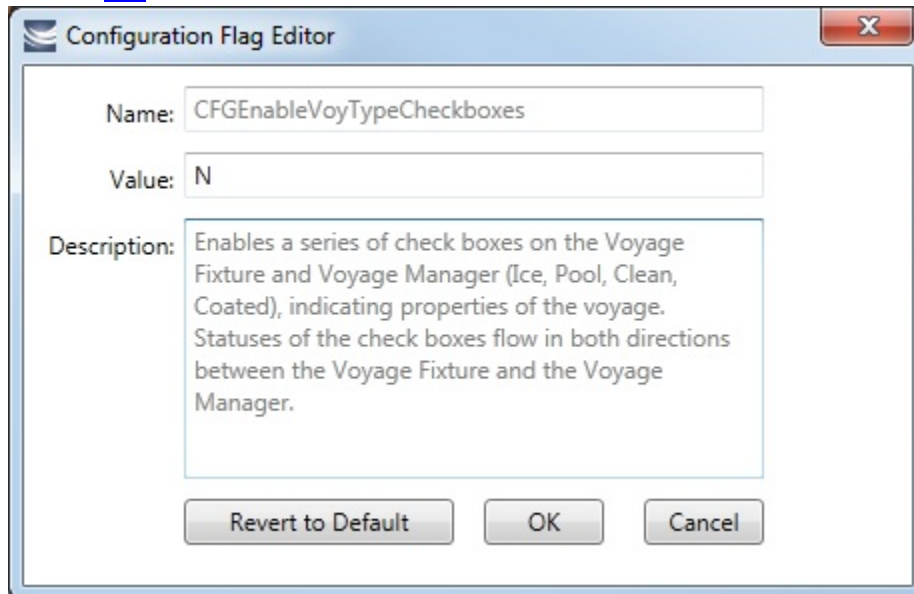 Configuration Flag Editor
Name: CFGEnableVoyTypeCheckboxes
Value: N
Description: Enables a series of check boxes on the Voyage
Fixture and Voyage Manager (Ice, Pool, Clean,
Coated), indicating properties of the voyage.
Statuses of the check boxes flow in both directions
between the Voyage Fixture and the Voyage
Manager.
Revert to Default OK Cancel